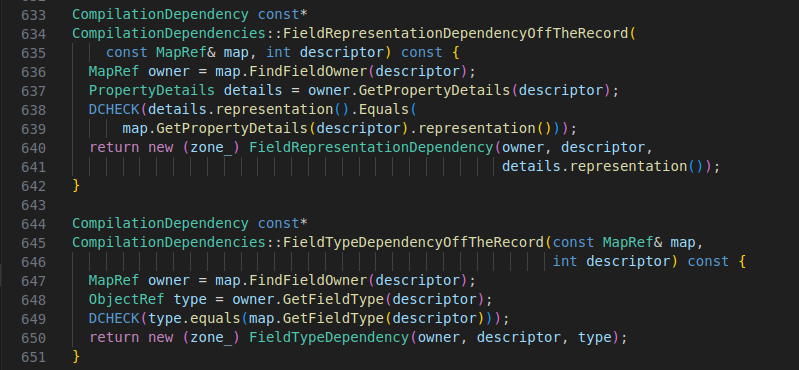 633 CompilationDependency const*
634 CompilationDependencies::FieldRepresentationDependencyOffTheRecord(
635     const MapRef& map, int descriptor) const {
636   MapRef owner = map.FindFieldOwner(descriptor);
637   PropertyDetails details = owner.GetPropertyDetails(descriptor);
638   DCHECK(details.representation().Equals(
639       map.GetPropertyDetails(descriptor).representation()));
640   return new (zone_) FieldRepresentationDependency(owner, descriptor,
641                                                    details.representation());
642 }
643
644 CompilationDependency const*
645 CompilationDependencies::FieldTypeDependencyOffTheRecord(const MapRef& map,
646                                                          int descriptor) const {
647   MapRef owner = map.FindFieldOwner(descriptor);
648   ObjectRef type = owner.GetFieldType(descriptor);
649   DCHECK(type.equals(map.GetFieldType(descriptor)));
650   return new (zone_) FieldTypeDependency(owner, descriptor, type);
651 }